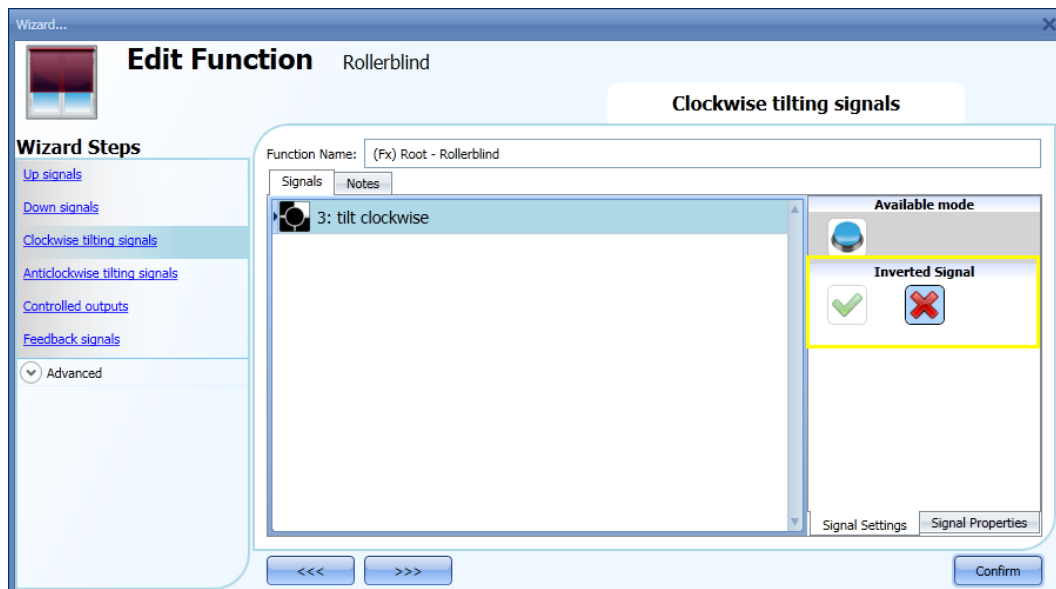 Wizard...
Edit Function Rollerblind
Clockwise tilting signals
Wizard Steps
Up signals
Down signals
Clockwise tilting signals
Anticlockwise tilting signals
Controlled outputs
Feedback signals
Advanced
Function Name: (Fx) Root - Rollerblind
Signals Notes
3: tilt clockwise
Available mode
Inverted Signal
Signal Settings Signal Properties
<<< >>> Confirm